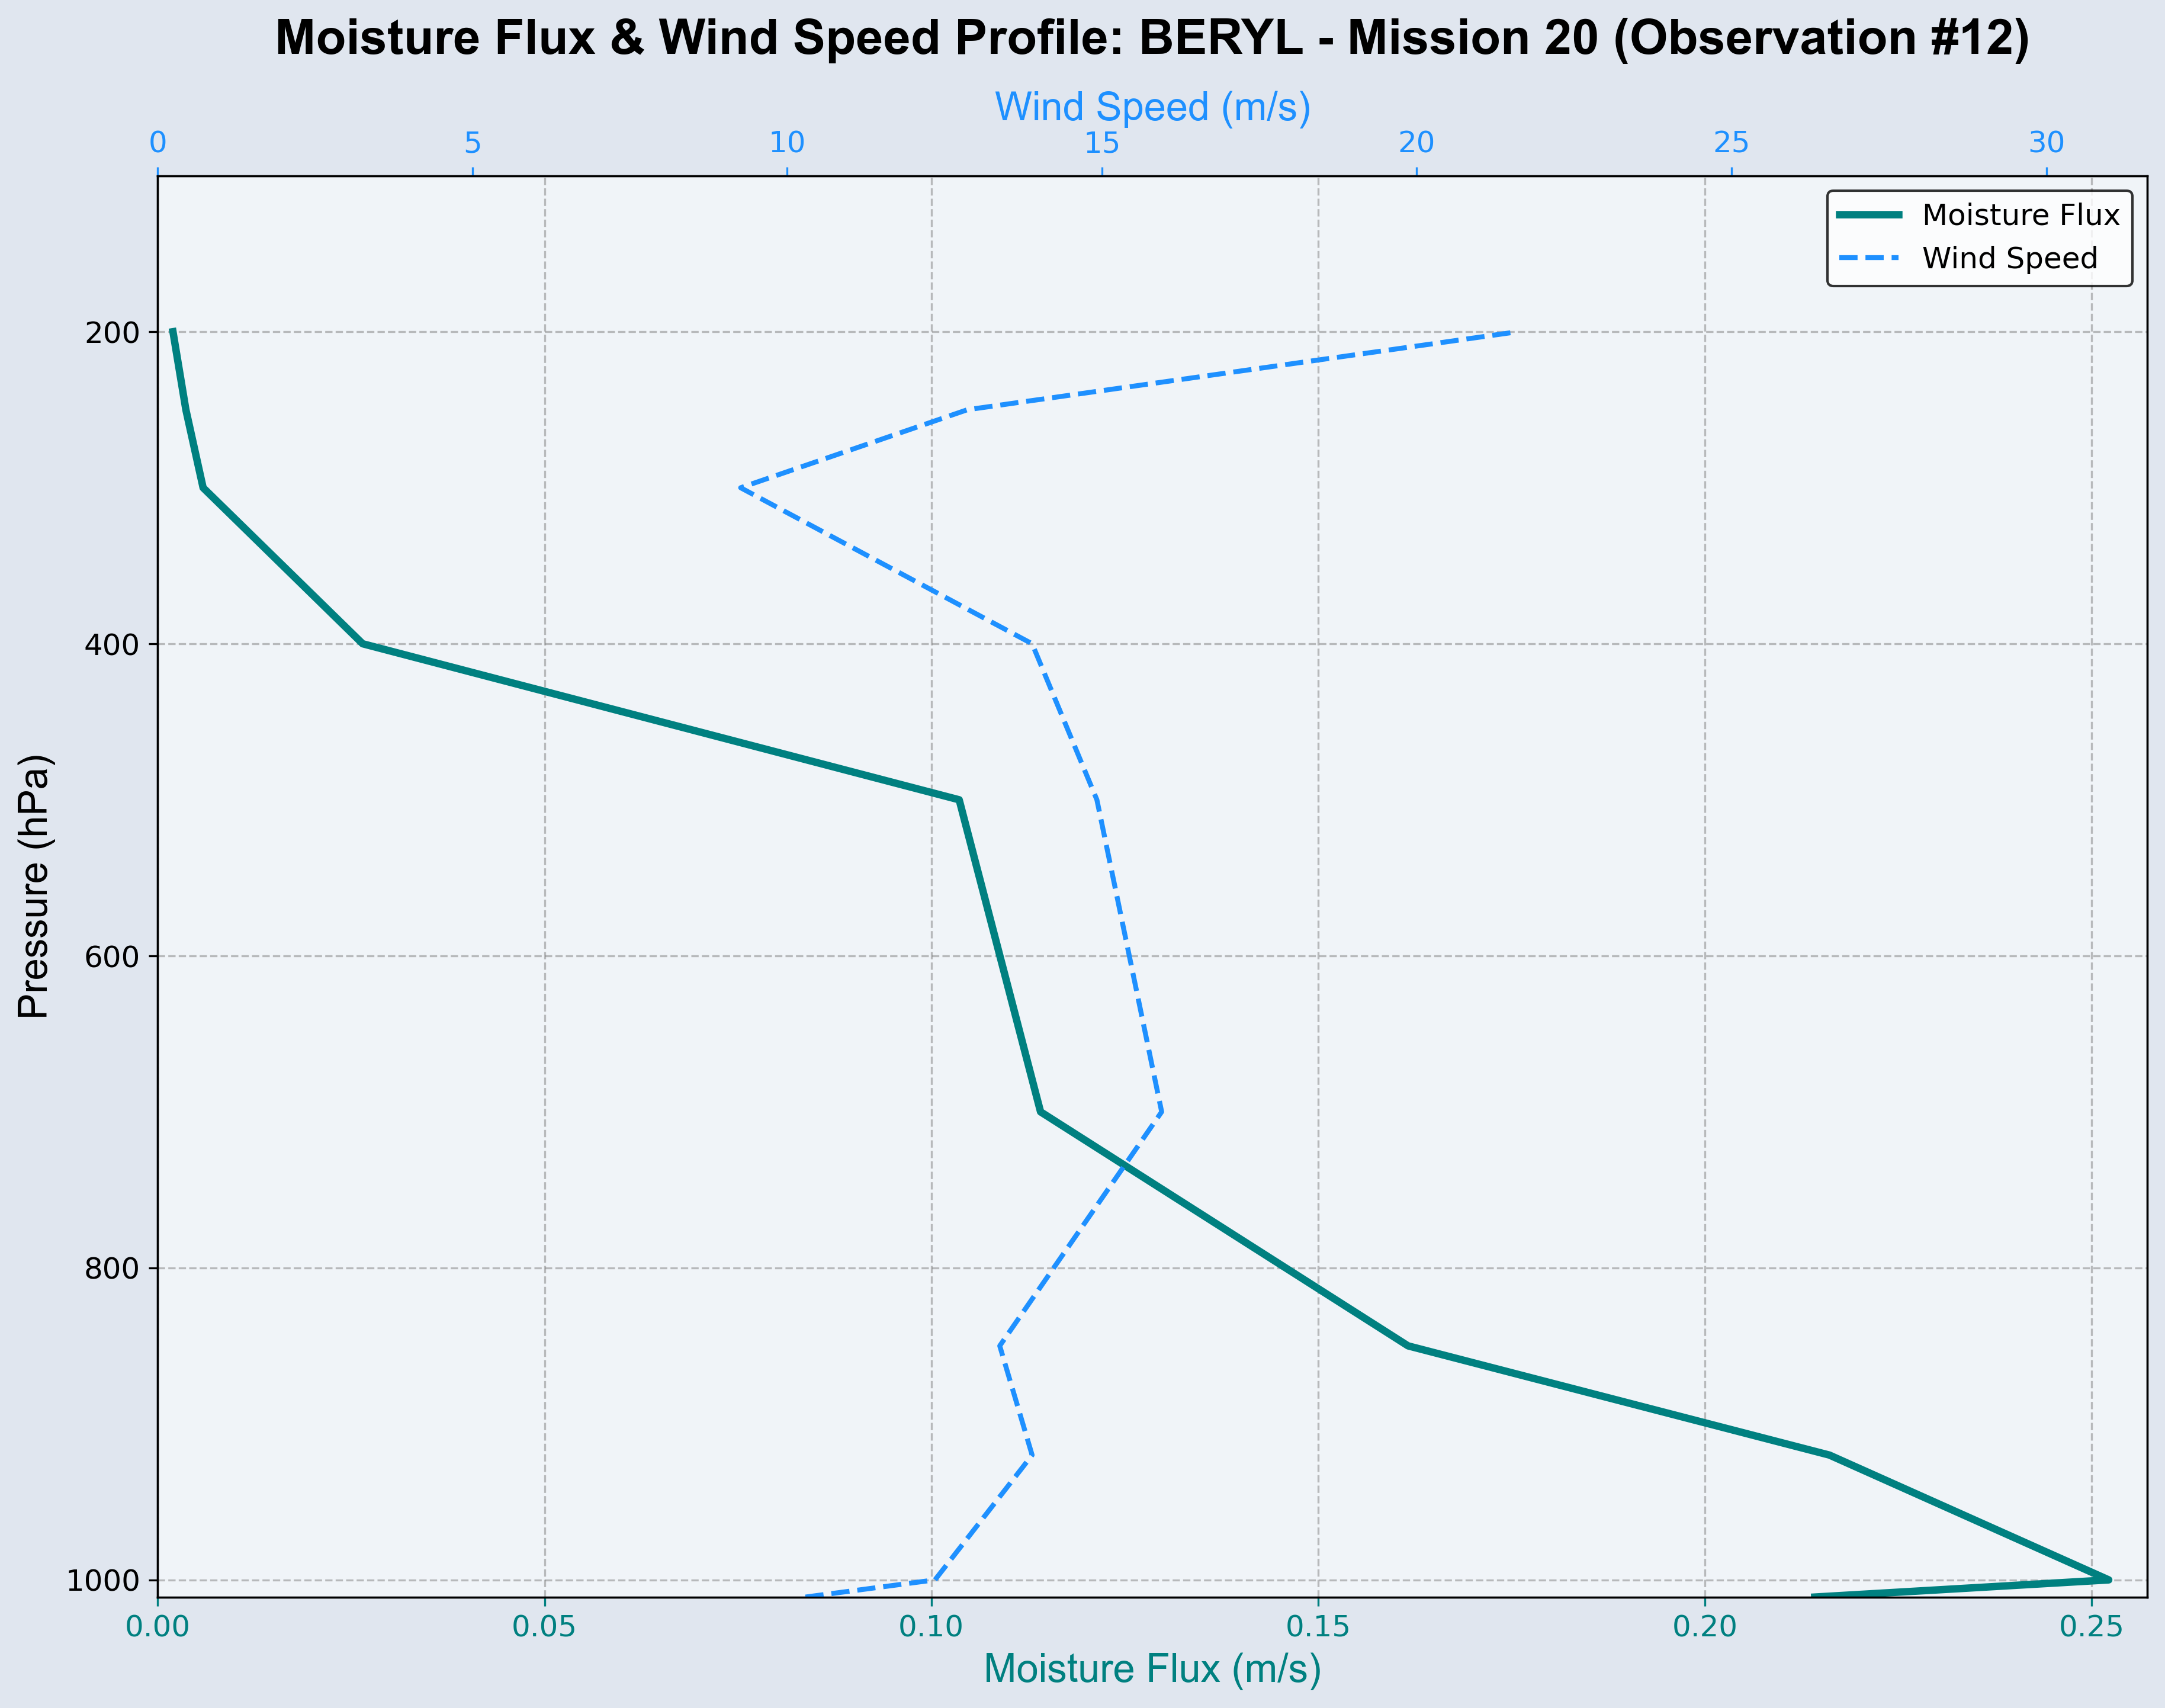 Moisture Flux & Wind Speed Profile: BERYL - Mission 20 (Observation #12)
Wind Speed (m/s)
0 5 10 15 20 25 30
Moisture Flux
Wind Speed
200
400
600
800
1000
Pressure (hPa)
0.00 0.05 0.10 0.15 0.20 0.25
Moisture Flux (m/s)